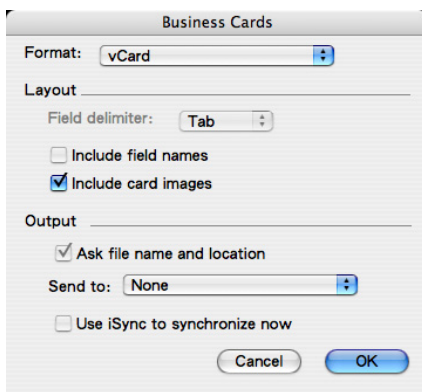 Business Cards
Format: vCard
Layout
Field delimiter: Tab
Include field names
Include card images
Output
Ask file name and location
Send to: None
Use iSync to synchronize now
Cancel OK